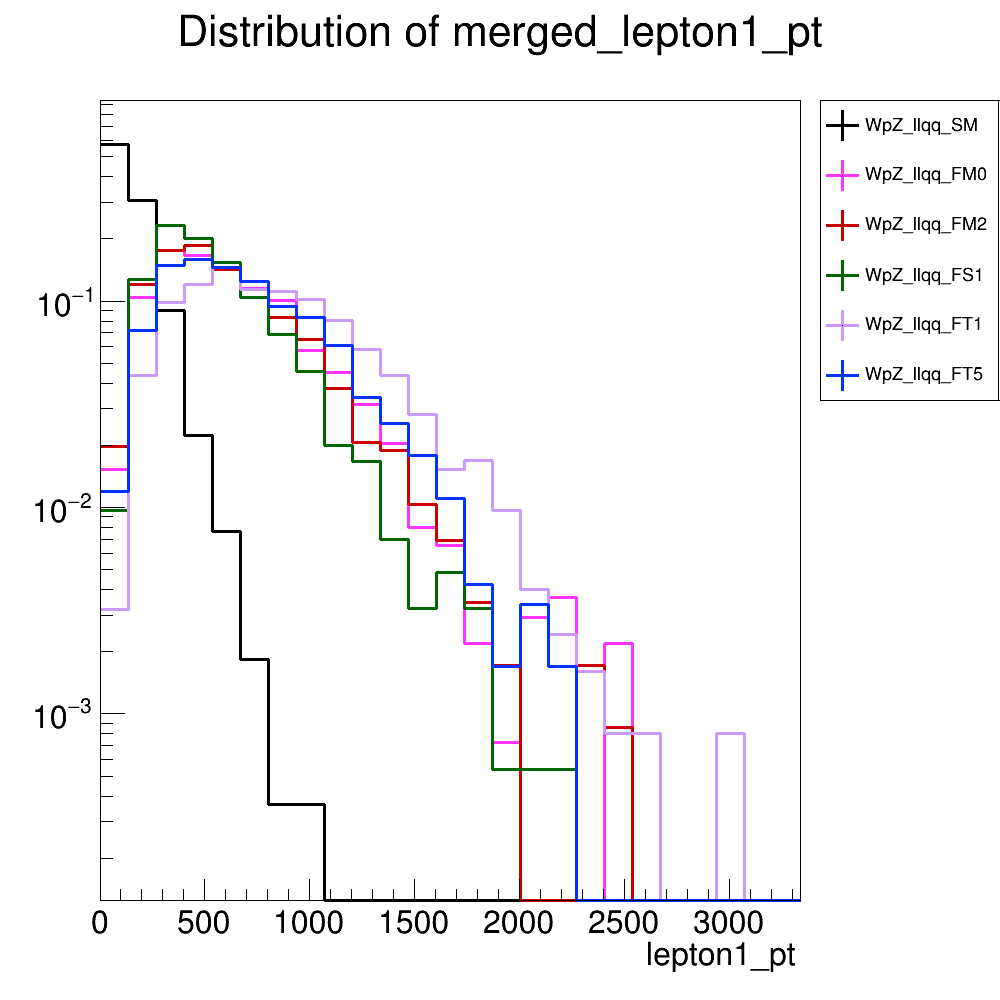 Distribution of merged_lepton1_pt
WpZ_llqq_SM
WpZ_llqq_FM0
WpZ_llqq_FM2
WpZ_llqq_FS1
WpZ_llqq_FT1
WpZ_llqq_FT5
10⁻¹
10⁻²
10⁻³
0 500 1000 1500 2000 2500 3000
lepton1_pt